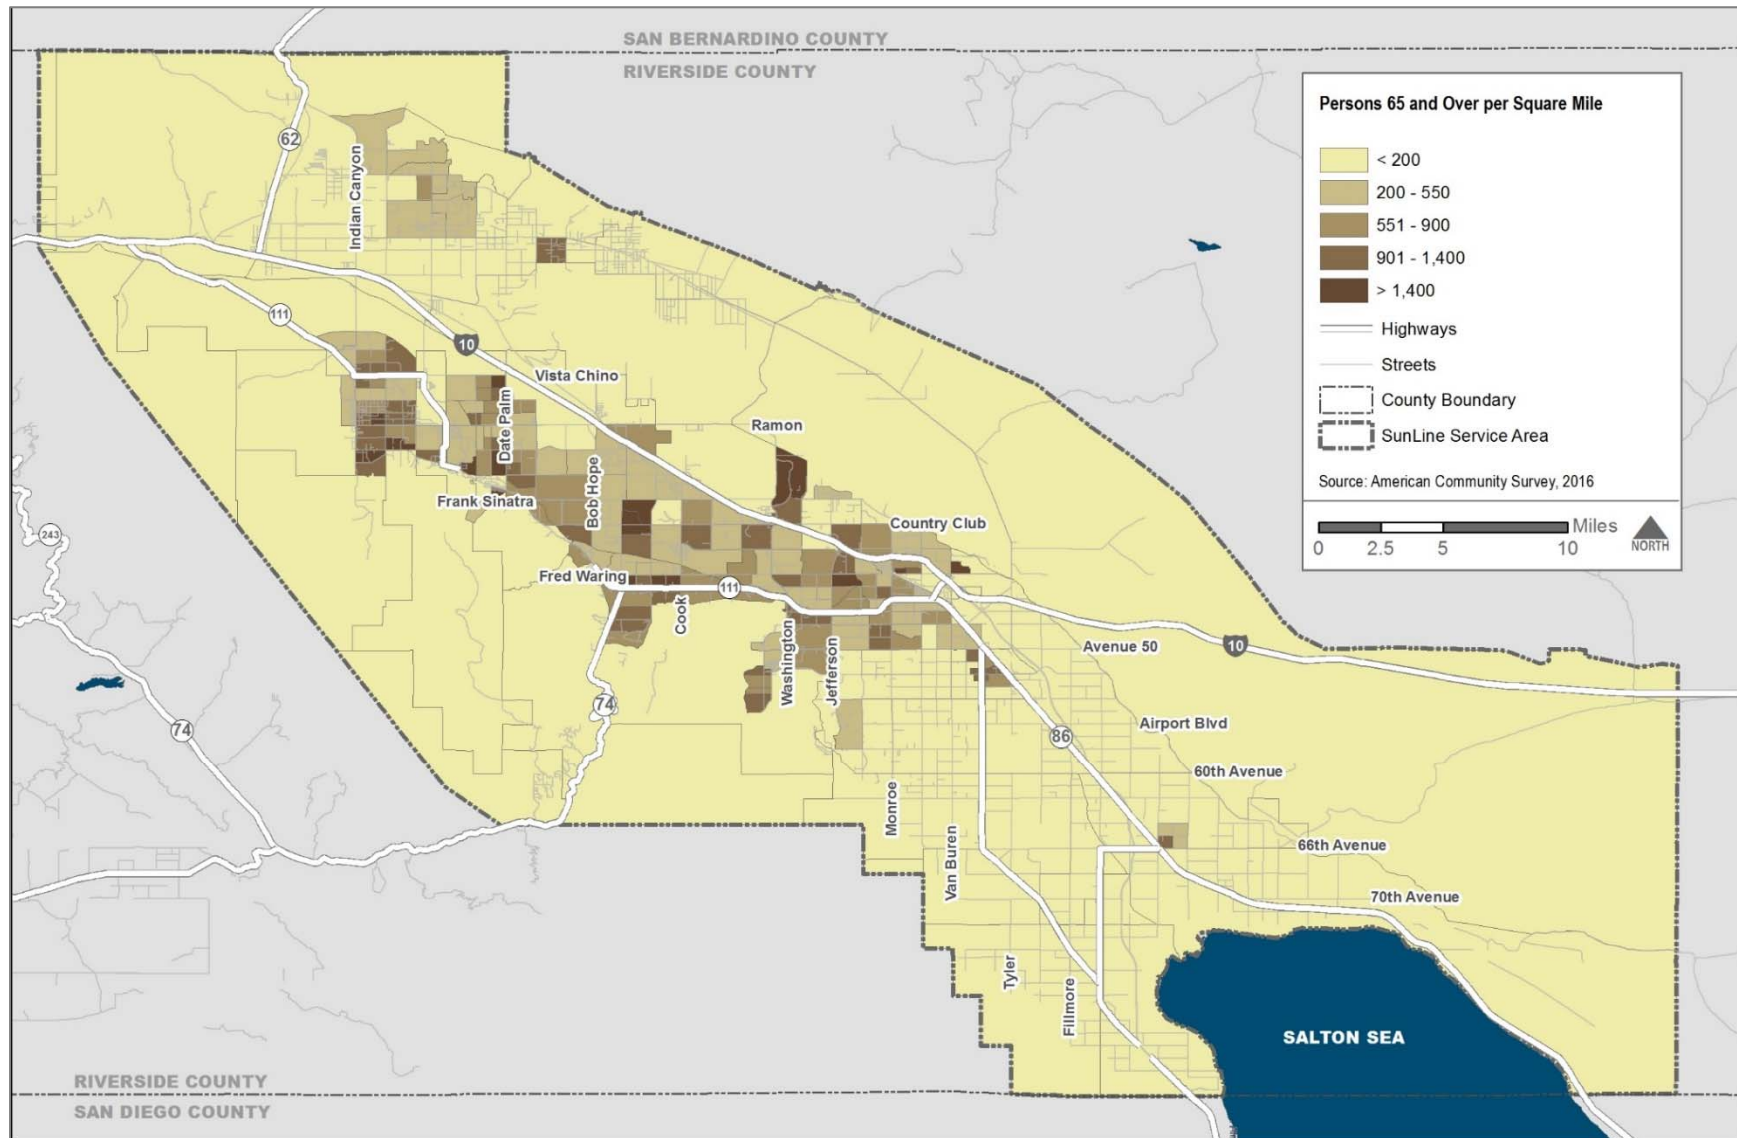 SAN BERNARDINO COUNTY
RIVERSIDE COUNTY
Persons 65 and Over per Square Mile
< 200
200 - 550
551 - 900
901 - 1,400
> 1,400
Highways
Streets
County Boundary
SunLine Service Area
Source: American Community Survey, 2016
Miles
0 2.5 5 10
NORTH
62
Indian Canyon
111
10
Vista Chino
Date Palm
Ramon
Bob Hope
Frank Sinatra
Country Club
243
Fred Waring
111
Cook
Washington
Jefferson
Avenue 50
10
74
74
Airport Blvd
86
60th Avenue
Monroe
66th Avenue
Van Buren
70th Avenue
Tyler
Fillmore
SALTON SEA
RIVERSIDE COUNTY
SAN DIEGO COUNTY